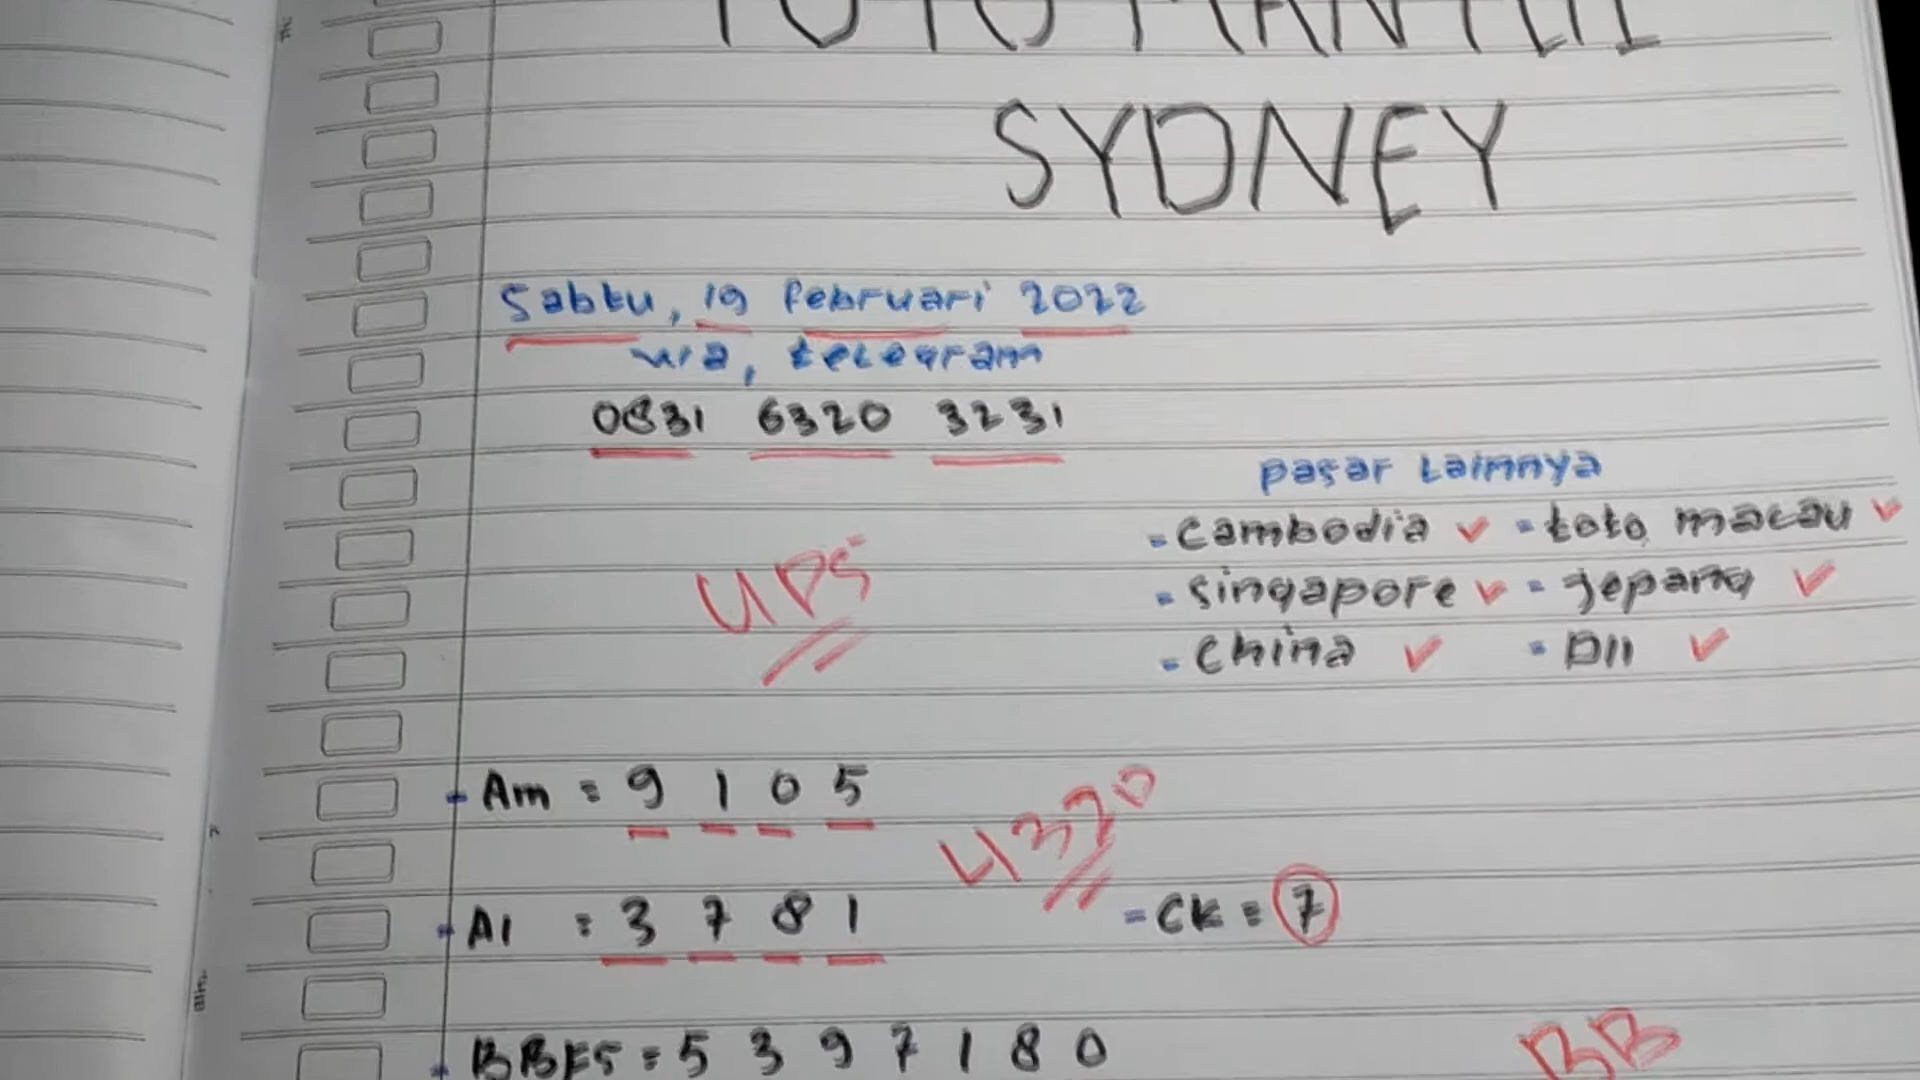 SYDNEY
Sabtu, 19 Februari 2022
wa, telegram
0831 6320 3231
pasar Lainnya
- Cambodia ✓ - toto macau ✓
- Singapore ✓ - Jepang ✓
- China ✓ - Dll ✓
- Am = 9 1 0 5
- AI = 3 7 8 1
- CK = 7
- BBFS = 5 3 9 7 1 8 0
BB